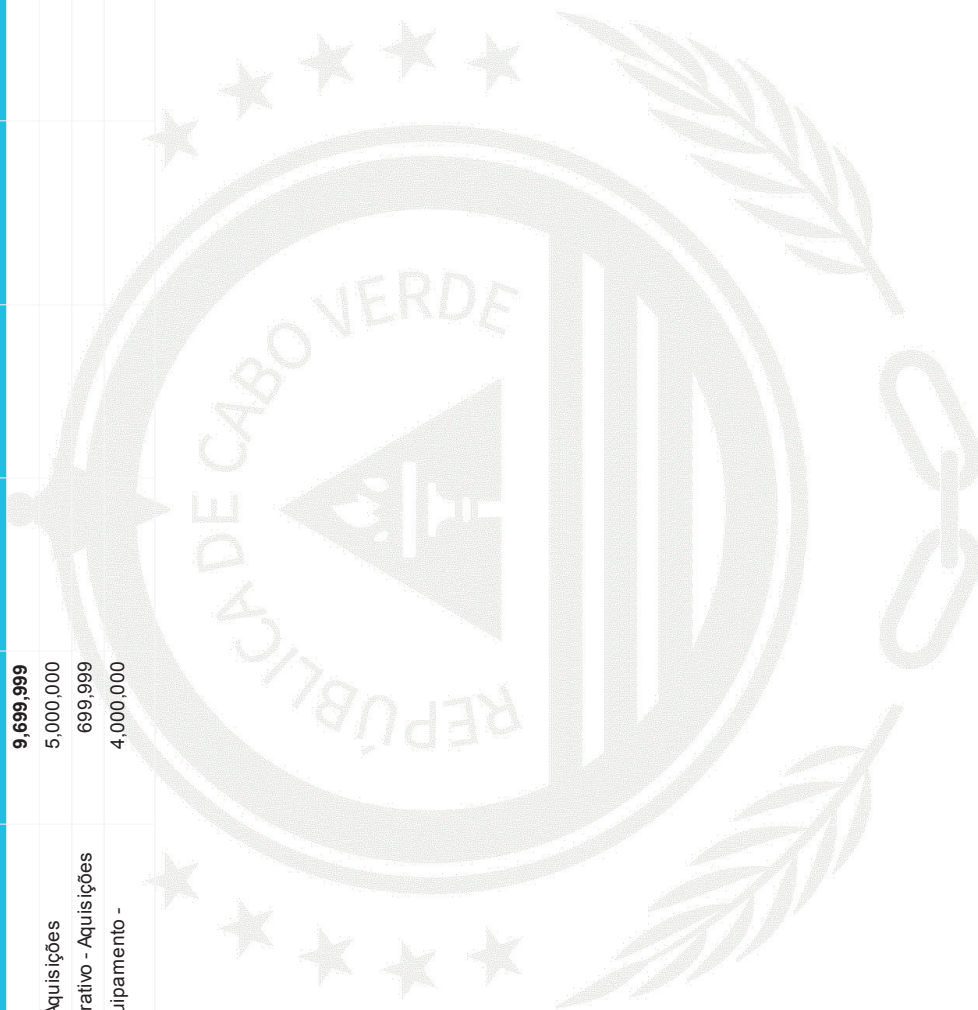 9,699,999
Aquisições 5,000,000
rativo - Aquisições 699,999
uipamento - 4,000,000
REPÚBLICA DE CABO VERDE